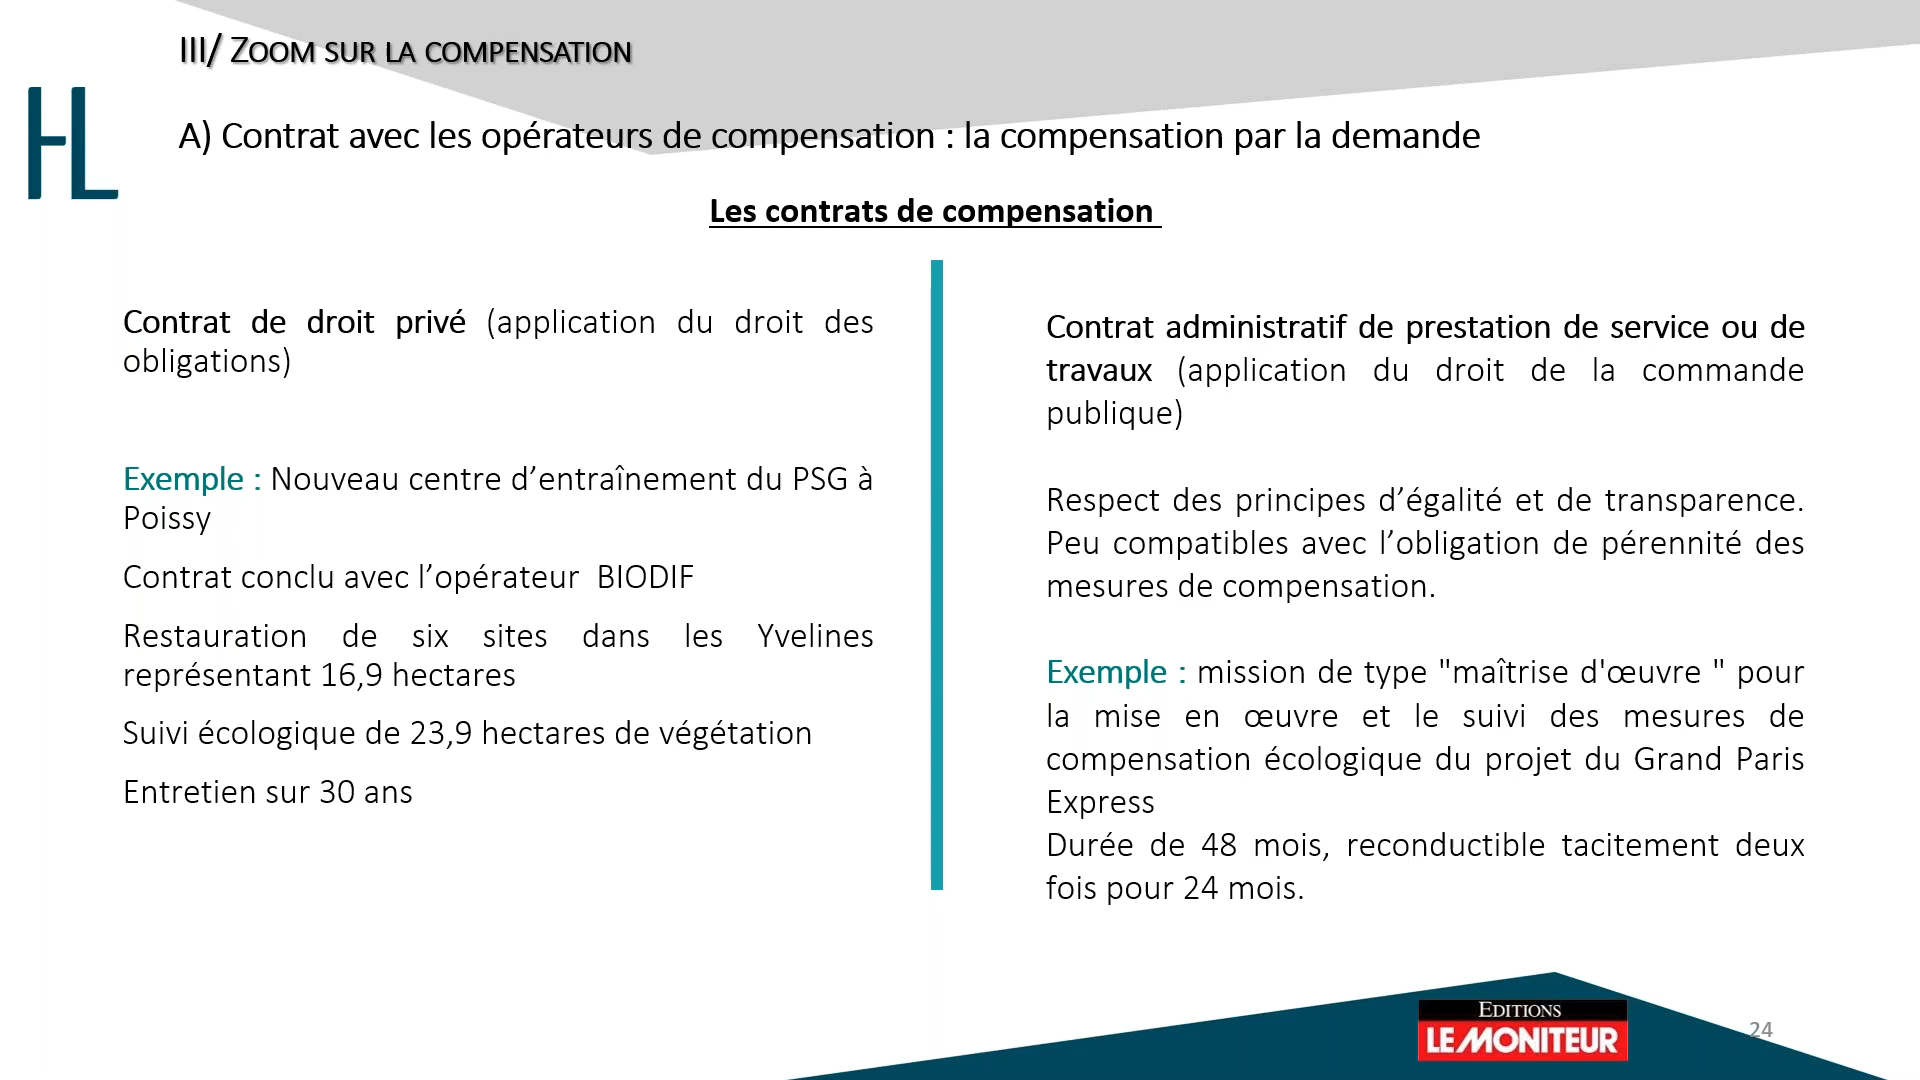 III/ ZOOM SUR LA COMPENSATION
HL
A) Contrat avec les opérateurs de compensation : la compensation par la demande
Les contrats de compensation
Contrat de droit privé (application du droit des
obligations)
Exemple : Nouveau centre d’entraînement du PSG à
Poissy
Contrat conclu avec l’opérateur BIODIF
Restauration de six sites dans les Yvelines
représentant 16,9 hectares
Suivi écologique de 23,9 hectares de végétation
Entretien sur 30 ans
Contrat administratif de prestation de service ou de
travaux (application du droit de la commande
publique)
Respect des principes d’égalité et de transparence.
Peu compatibles avec l’obligation de pérennité des
mesures de compensation.
Exemple : mission de type "maîtrise d'œuvre " pour
la mise en œuvre et le suivi des mesures de
compensation écologique du projet du Grand Paris
Express
Durée de 48 mois, reconductible tacitement deux
fois pour 24 mois.
EDITIONS
LE MONITEUR
24